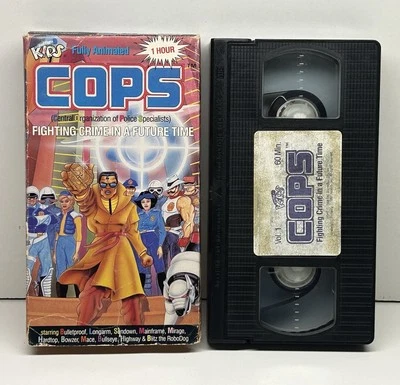 KIDS
Fully Animated
1 HOUR
COPS
TM
(Central Organization of Police Specialists)
FIGHTING CRIME IN A FUTURE TIME
starring Bulletproof, Longarm, Sundown, Mainframe, Mirage,
Hardtop, Bowzer, Mace, Bullseye, Highway & Blitz the RoboDog
Vol. 1
KIDS
60 Min.
COPS
Fighting Crime in a Future Time